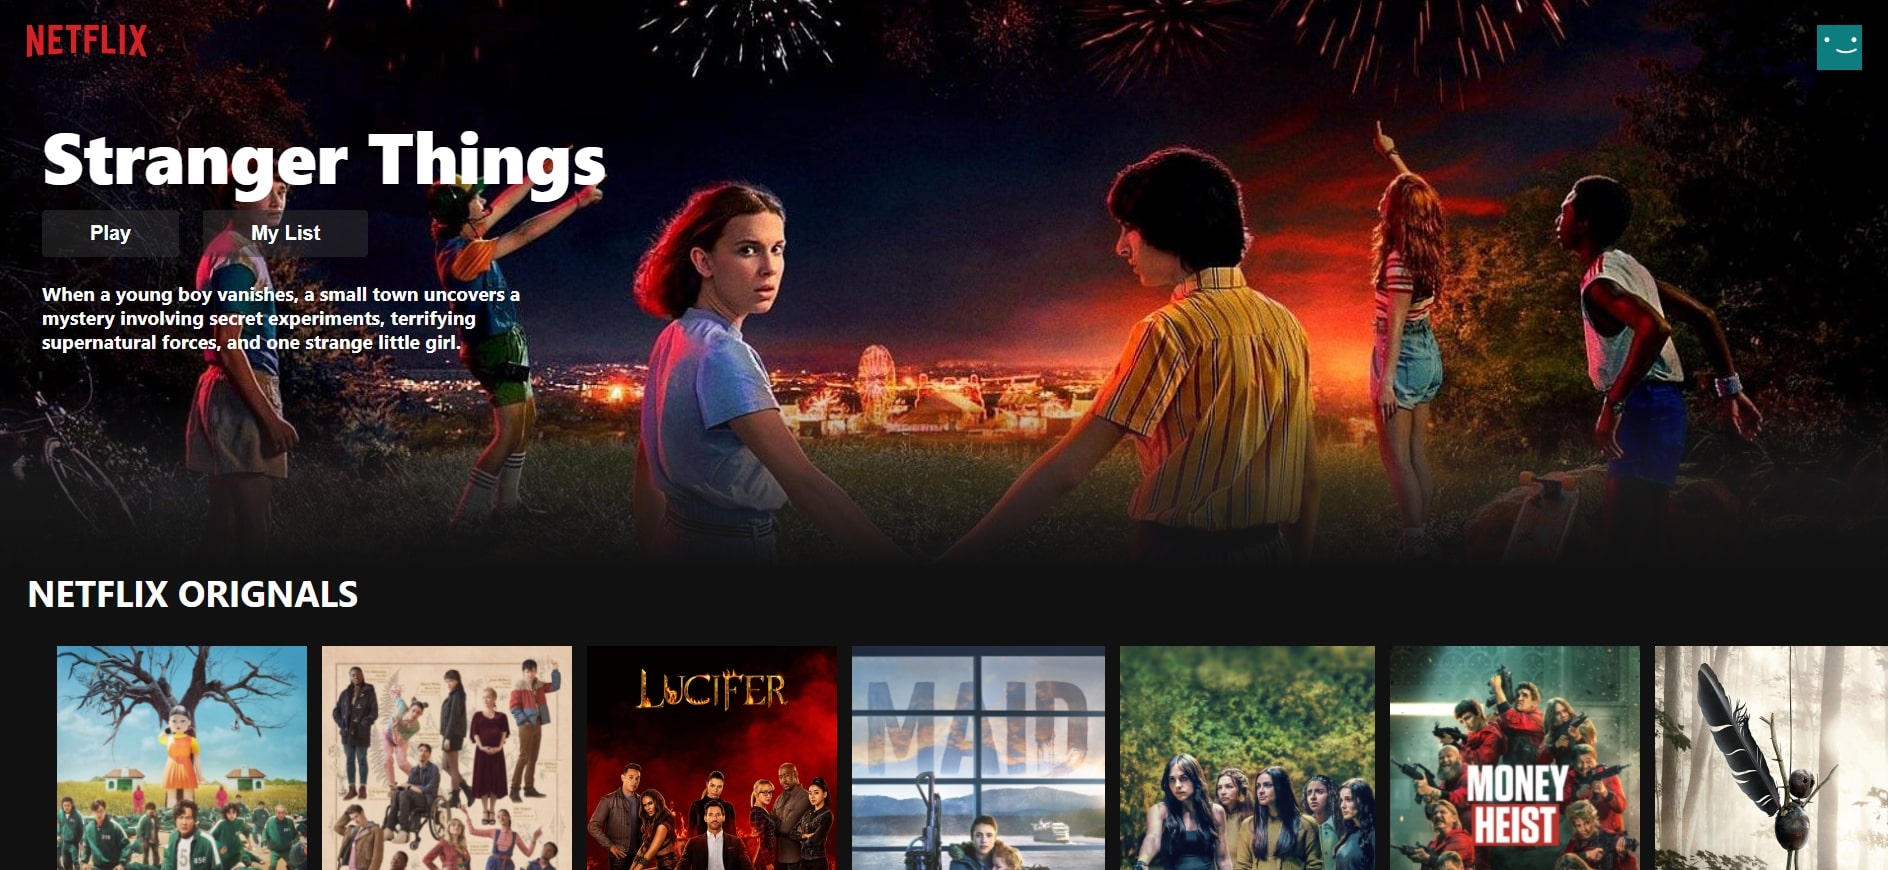 NETFLIX
Stranger Things
Play
My List
When a young boy vanishes, a small town uncovers a
mystery involving secret experiments, terrifying
supernatural forces, and one strange little girl.
NETFLIX ORIGNALS
LUCIFER
MAID
MONEY
HEIST